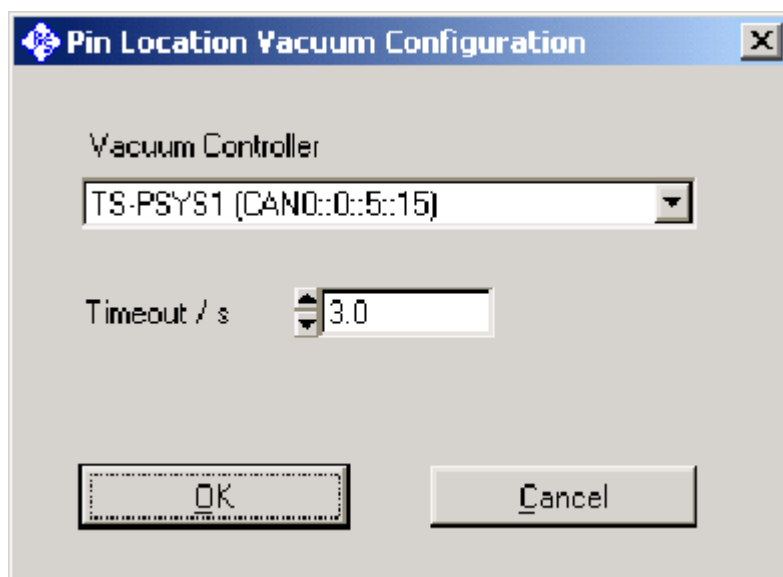 Pin Location Vacuum Configuration
Vacuum Controller
TS-PSYS1 (CAN0::0::5::15)
Timeout / s 3.0
OK Cancel